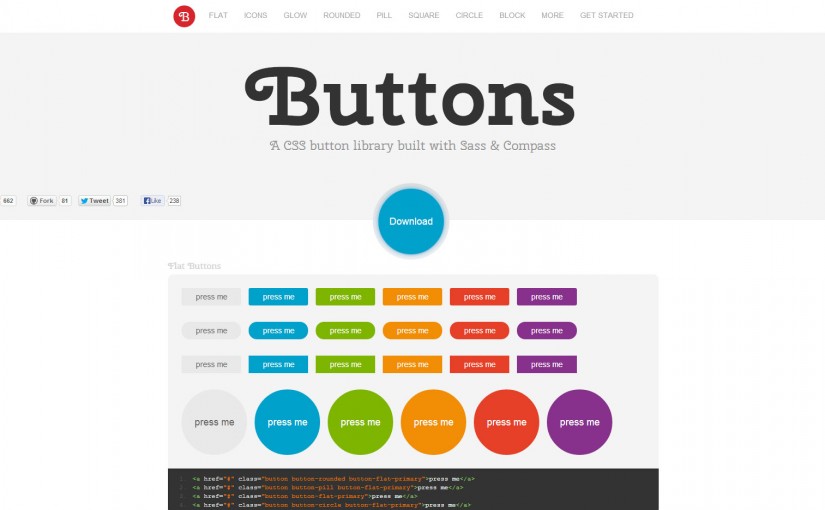 B FLAT ICONS GLOW ROUNDED PILL SQUARE CIRCLE BLOCK MORE GET STARTED
Buttons
A CSS button library built with Sass & Compass
662 Fork 81 Tweet 381 Like 238
Download
Flat Buttons
press me press me press me press me press me press me
press me press me press me press me press me press me
press me press me press me press me press me press me
press me press me press me press me press me press me
1 <a href="#" class="button button-rounded button-flat-primary">press me</a>
2 <a href="#" class="button button-pill button-flat-primary">press me</a>
3 <a href="#" class="button button-flat-primary">press me</a>
4 <a href="#" class="button button-circle button-flat-primary">press me</a>